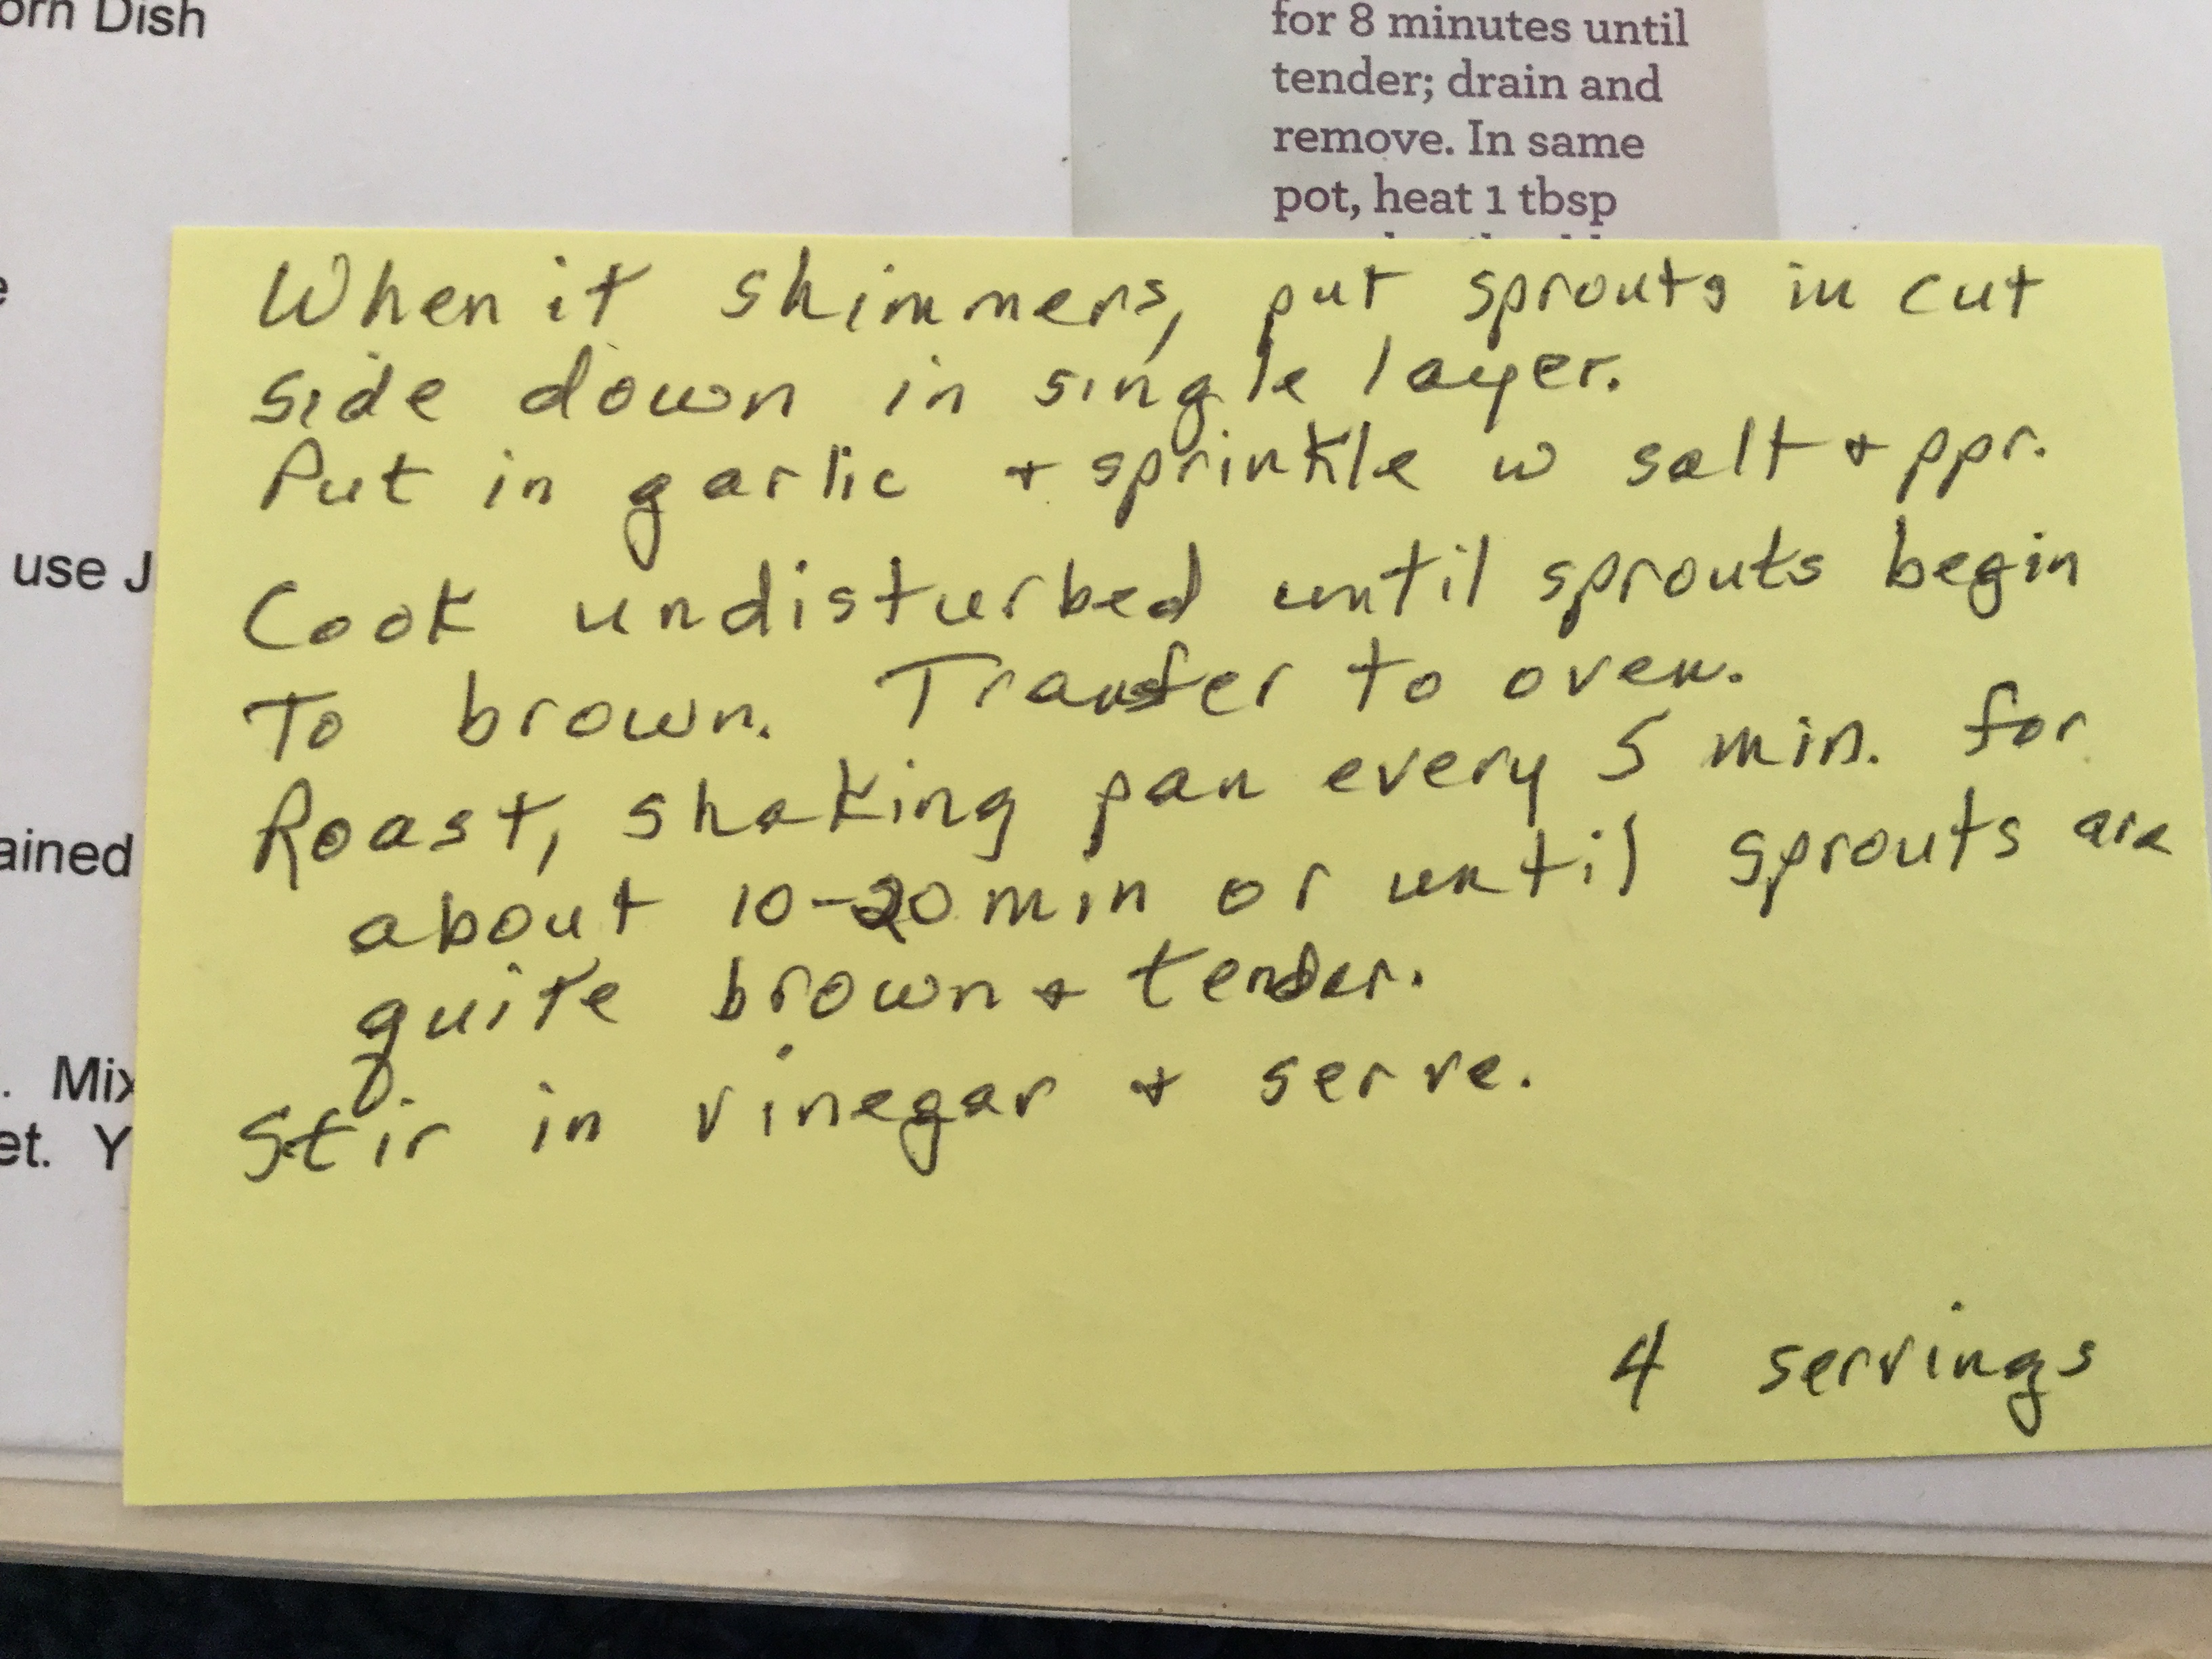 orn Dish
for 8 minutes until
tender; drain and
remove. In same
pot, heat 1 tbsp
use J
ained
. Mix
et. Y
When it shimmers, put sprouts in cut
side down in single layer.
Put in garlic + sprinkle w salt + ppr.
Cook undisturbed until sprouts begin
To brown. Transfer to oven.
Roast, shaking pan every 5 min. for
about 10-20 min or until sprouts are
quite brown + tender.
Stir in vinegar + serve.
4 servings